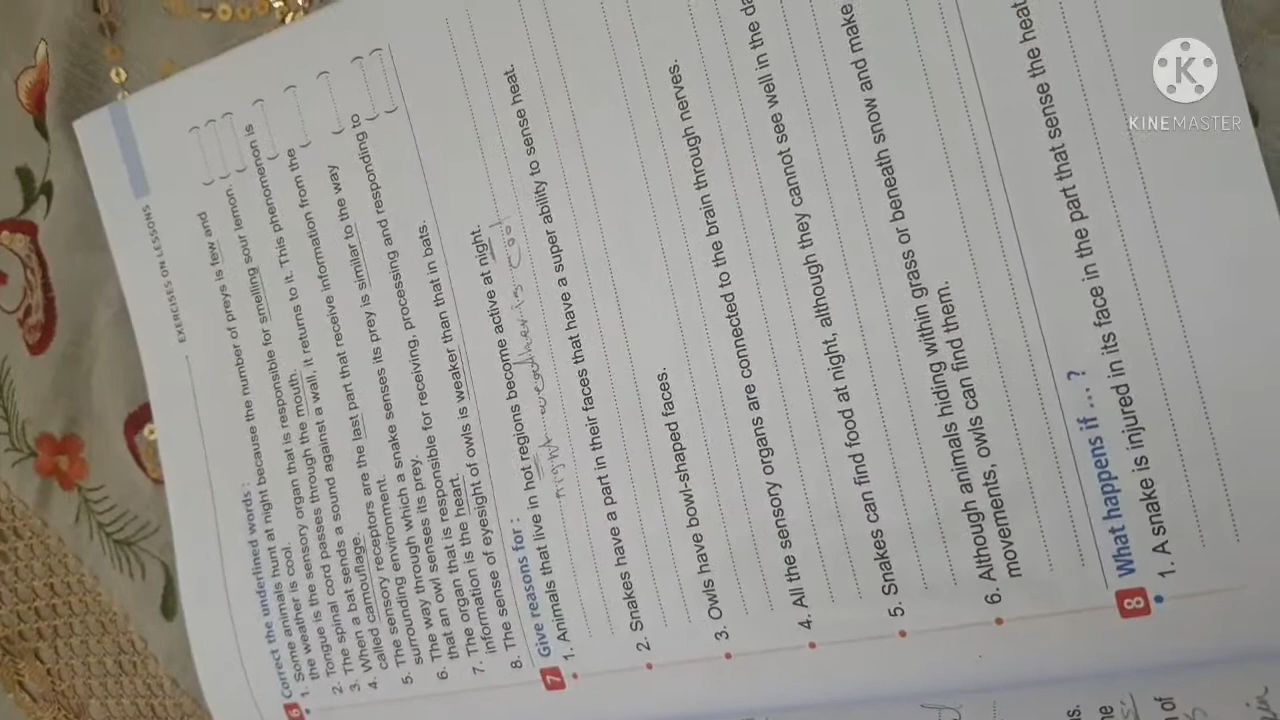 EXERCISES ON LESSONS
6 Correct the underlined words :
1. Some animals hunt at night because the number of preys is few and
the weather is cool. (............)
2. Tongue is the sensory organ that is responsible for smelling sour lemon. (............)
The spinal cord passes through the mouth. (............)
3. When a bat sends a sound against a wall, it returns to it. This phenomenon is
called camouflage. (............)
4. The sensory receptors are the last part that receive information from the
surrounding environment. (............)
5. The way through which a snake senses its prey is similar to the way
that an owl senses its prey. (............)
6. The organ that is responsible for receiving, processing and responding to
information is the heart. (............)
7. The sense of eyesight of owls is weaker than that in bats. (............)
8.
7 Give reasons for :
1. Animals that live in hot regions become active at night.
night weather is cool
2. Snakes have a part in their faces that have a super ability to sense heat.
3. Owls have bowl-shaped faces.
4. All the sensory organs are connected to the brain through nerves.
5. Snakes can find food at night, although they cannot see well in the da
6. Although animals hiding within grass or beneath snow and make
movements, owls can find them.
8 What happens if ... ?
1. A snake is injured in its face in the part that sense the heat
s.
ne
of
K
KINEMASTER